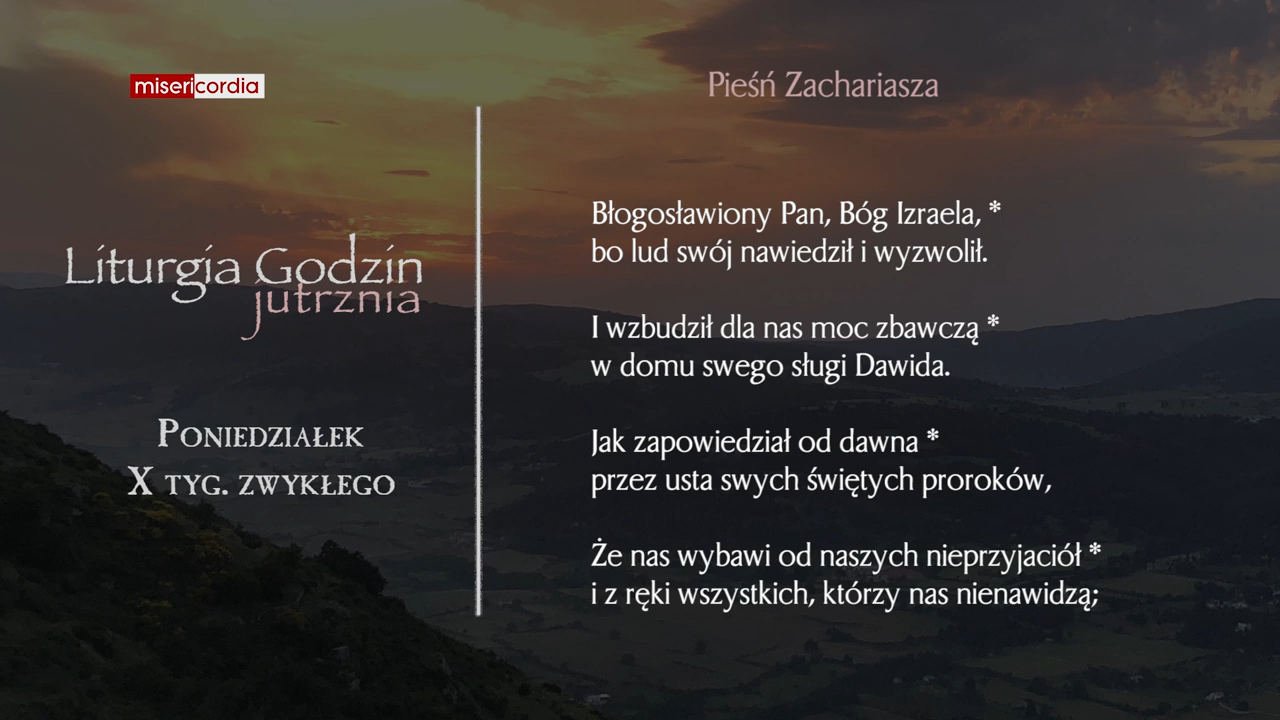 misericordia
Liturgia Godzin
jutrznia
Poniedziałek
X tyg. zwykłego
Pieśń Zachariasza
Błogosławiony Pan, Bóg Izraela, *
bo lud swój nawiedził i wyzwolił.
I wzbudził dla nas moc zbawczą *
w domu swego sługi Dawida.
Jak zapowiedział od dawna *
przez usta swych świętych proroków,
Że nas wybawi od naszych nieprzyjaciół *
i z ręki wszystkich, którzy nas nienawidzą;